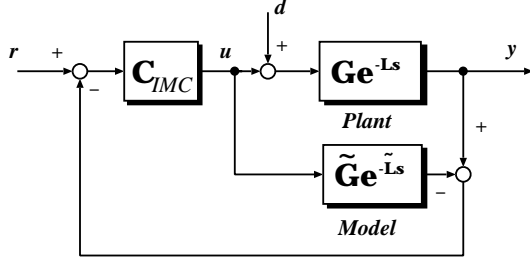 d
r + − C_IMC u + Ge^-Ls y
Plant
+
G̃e^-L̃s −
Model